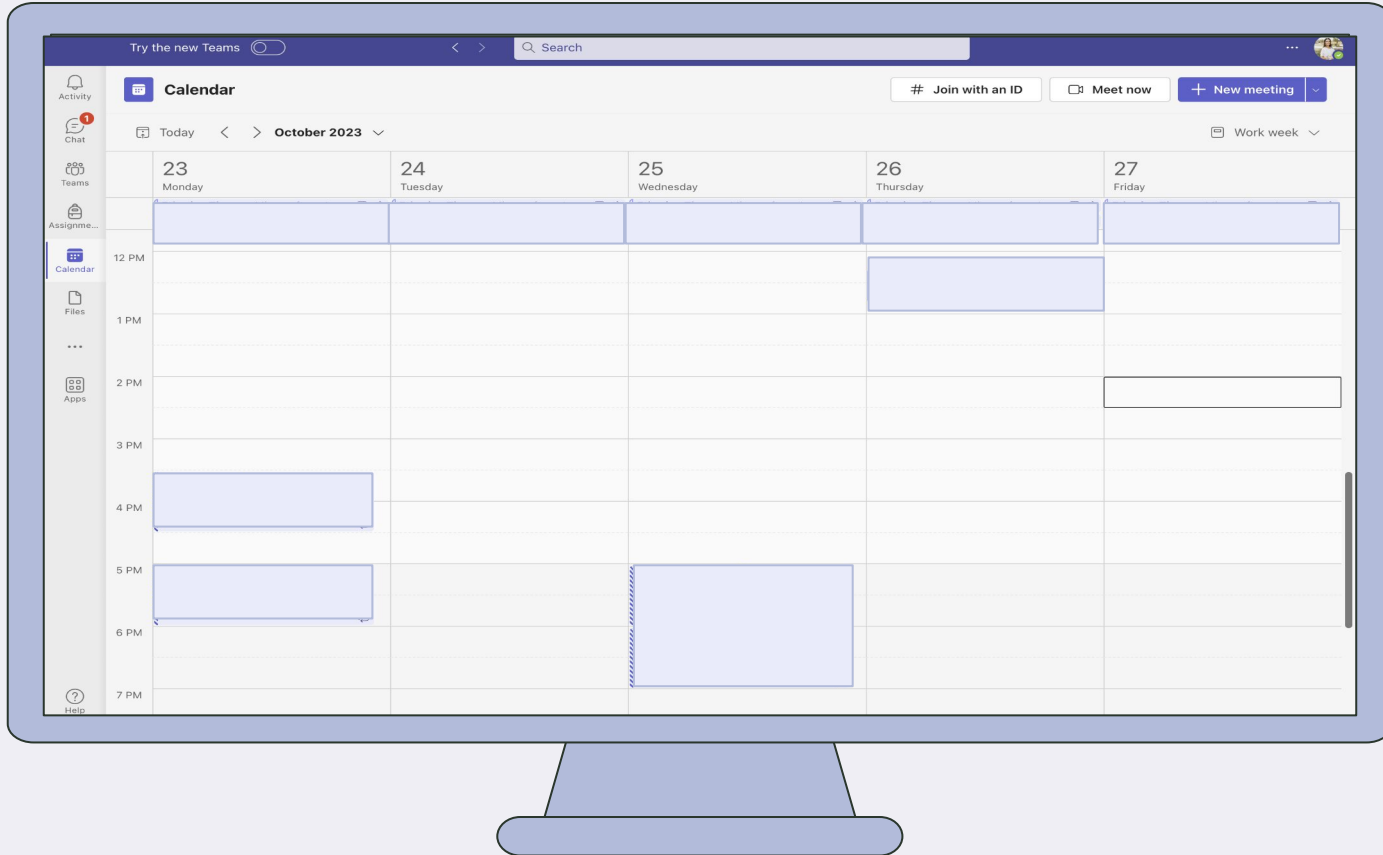 Try the new Teams
Search
...
Activity
Calendar
# Join with an ID
Meet now
+ New meeting
1
Chat
Today
October 2023
Work week
Teams
23
24
25
26
27
Monday
Tuesday
Wednesday
Thursday
Friday
Assignme...
Calendar
12 PM
Files
1 PM
...
2 PM
Apps
3 PM
4 PM
5 PM
6 PM
7 PM
Help